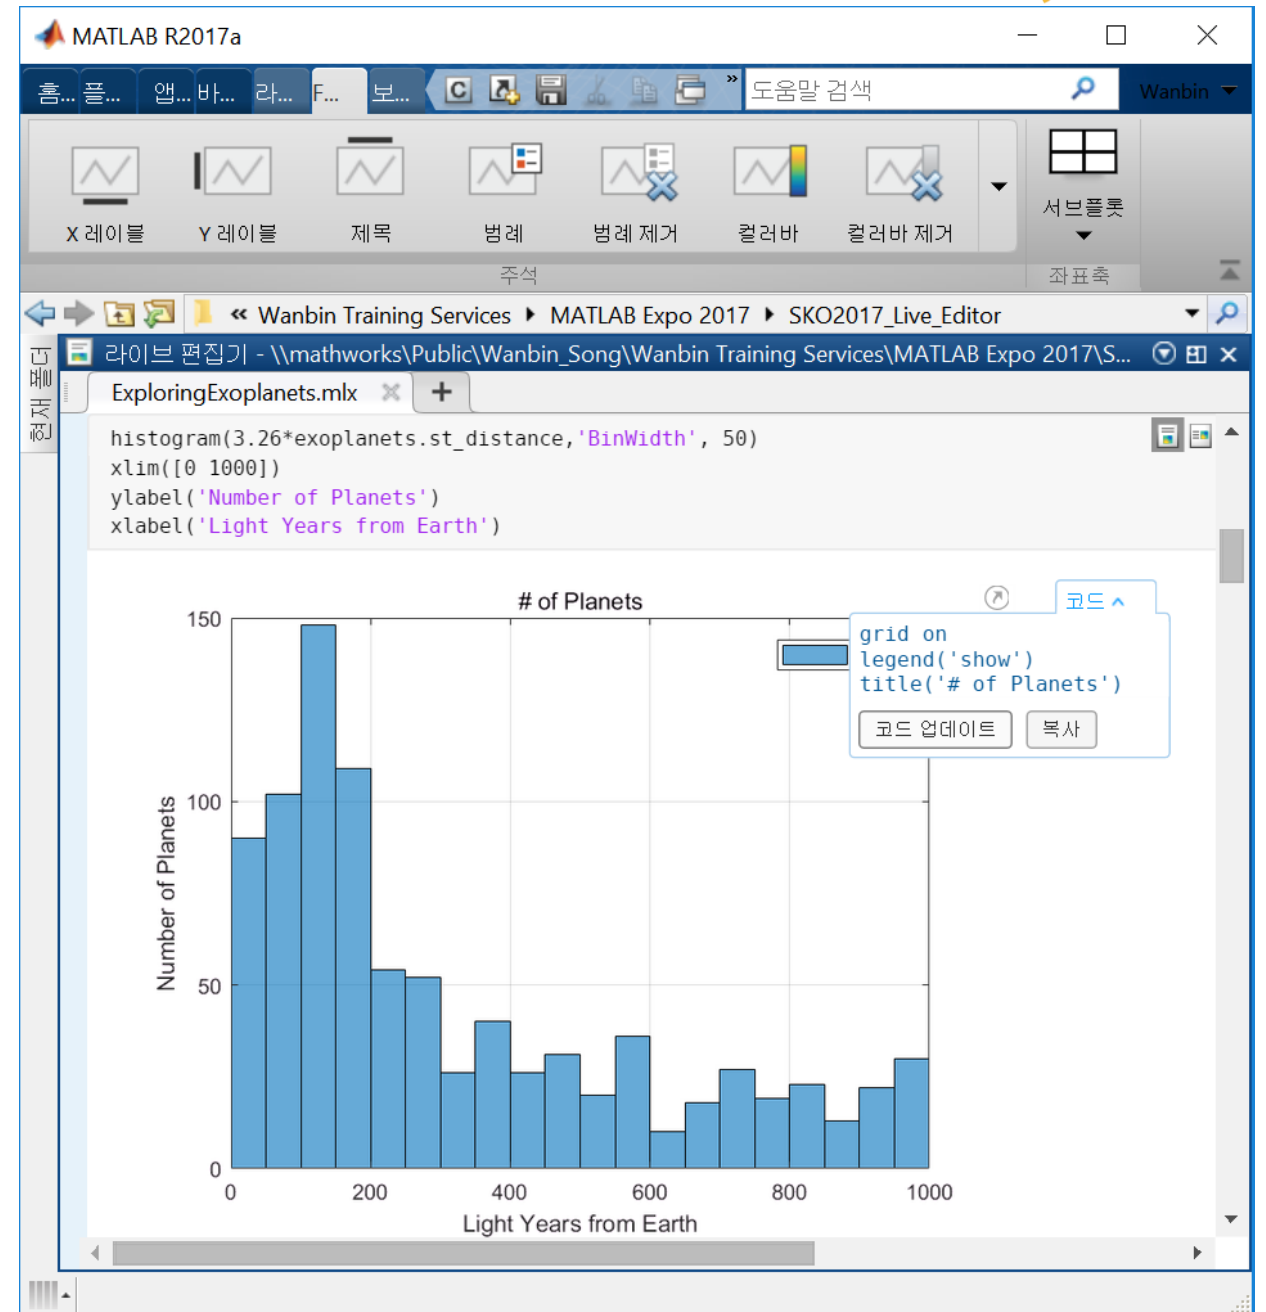 MATLAB R2017a
홈... 플... 앱... 바... 라... F... 보... C » 도움말 검색 Wanbin
X 레이블 Y 레이블 제목 범례 범례 제거 컬러바 컬러바 제거 서브플롯
주석 좌표축
« Wanbin Training Services MATLAB Expo 2017 SKO2017_Live_Editor
현재 폴더
라이브 편집기 - \\mathworks\Public\Wanbin_Song\Wanbin Training Services\MATLAB Expo 2017\S...
ExploringExoplanets.mlx
histogram(3.26*exoplanets.st_distance,'BinWidth', 50)
xlim([0 1000])
ylabel('Number of Planets')
xlabel('Light Years from Earth')
# of Planets
코드
grid on
legend('show')
title('# of Planets')
코드 업데이트 복사
150
100
50
0
Number of Planets
0 200 400 600 800 1000
Light Years from Earth